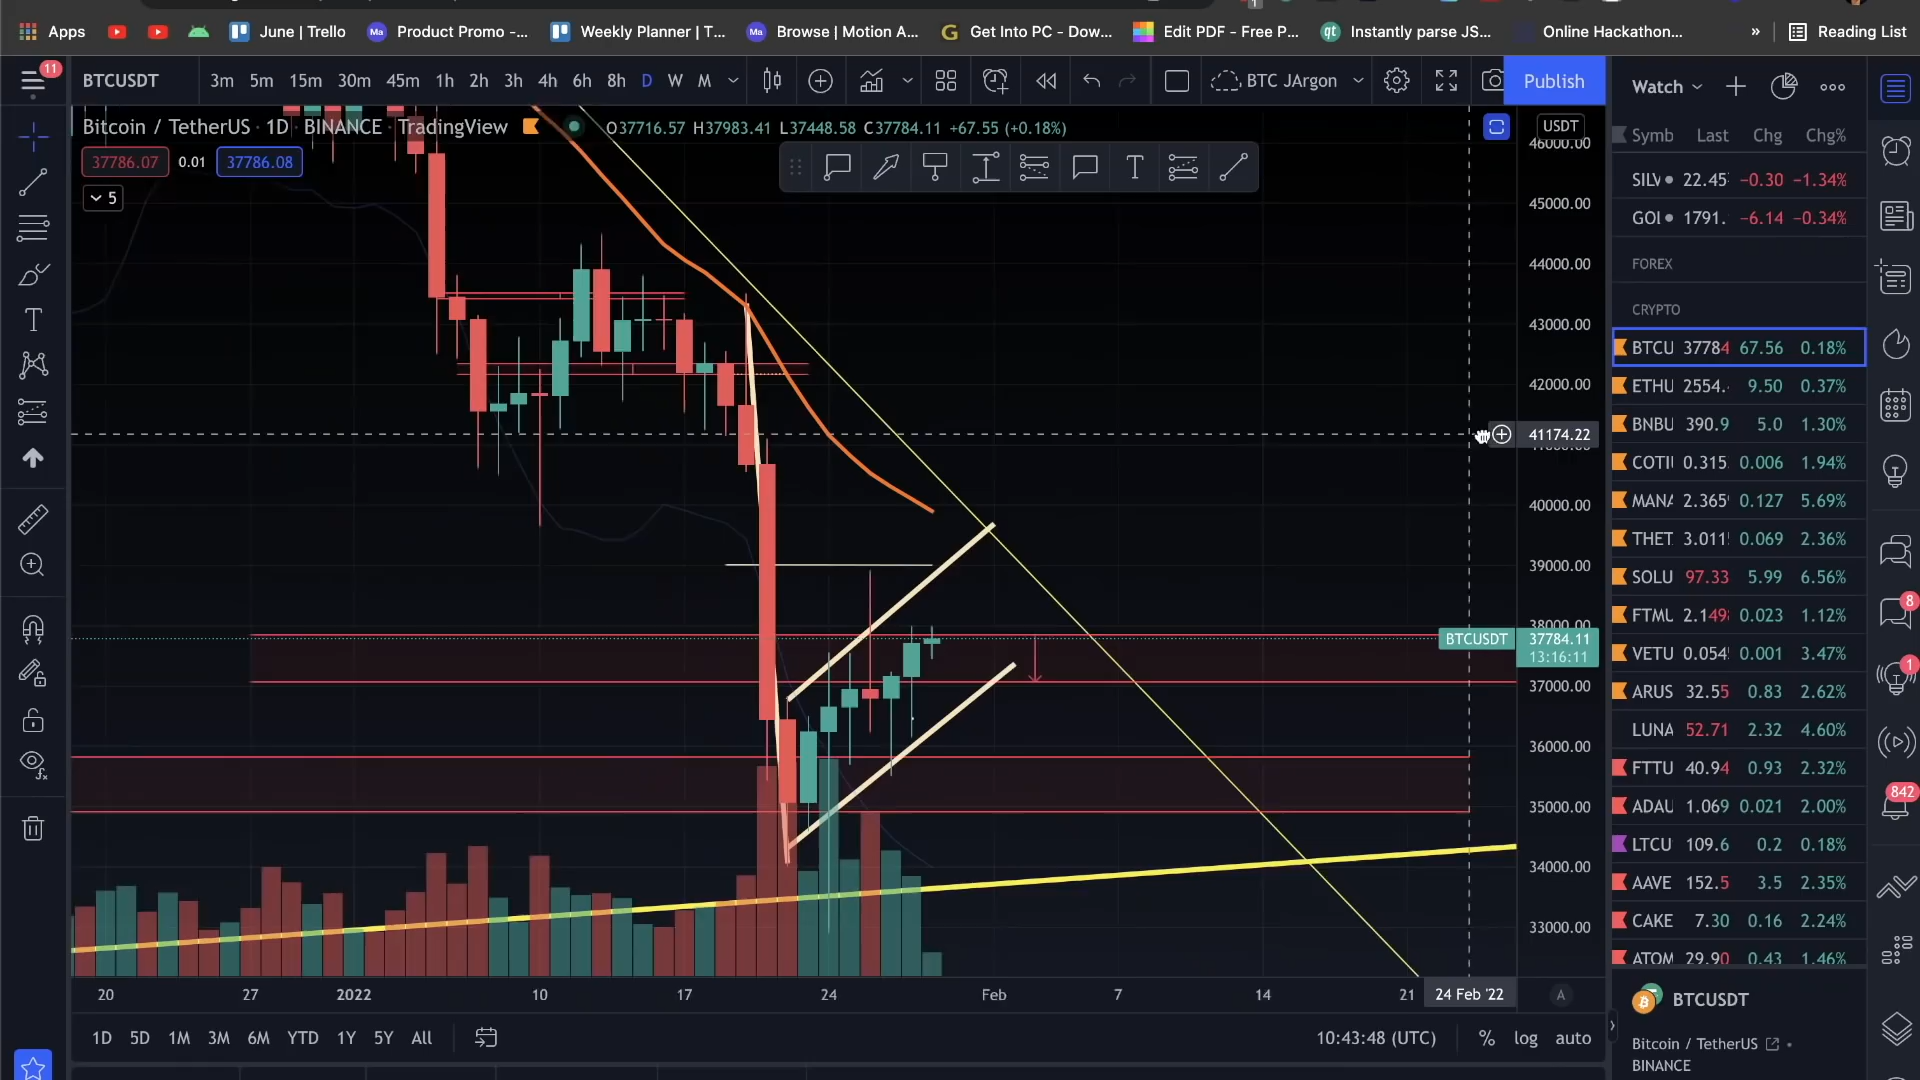 Apps June | Trello Product Promo -... Weekly Planner | T... Browse | Motion A... Get Into PC - Dow... Edit PDF - Free P... Instantly parse JS... Online Hackathon... » Reading List
11 BTCUSDT 3m 5m 15m 30m 45m 1h 2h 3h 4h 6h 8h D W M BTC JArgon Publish Watch
Bitcoin / TetherUS · 1D · BINANCE · TradingView O37716.57 H37983.41 L37448.58 C37784.11 +67.55 (+0.18%) USDT
37786.07 0.01 37786.08
5
46000.00
45000.00
44000.00
43000.00
42000.00
41174.22
40000.00
39000.00
38000.00
BTCUSDT 37784.11
13:16:11
37000.00
36000.00
35000.00
34000.00
33000.00
20 27 2022 10 17 24 Feb 7 14 21 24 Feb '22 A
1D 5D 1M 3M 6M YTD 1Y 5Y All 10:43:48 (UTC) % log auto
Symb Last Chg Chg%
SILV 22.45 −0.30 −1.34%
GOL 1791. −6.14 −0.34%
FOREX
CRYPTO
BTCU 37784 67.56 0.18%
ETHU 2554. 9.50 0.37%
BNBU 390.9 5.0 1.30%
COTI 0.315 0.006 1.94%
MANA 2.365 0.127 5.69%
THET 3.011 0.069 2.36%
SOLU 97.33 5.99 6.56%
FTMU 2.149 0.023 1.12%
VETU 0.054 0.001 3.47%
ARUS 32.55 0.83 2.62%
LUNA 52.71 2.32 4.60%
FTTU 40.94 0.93 2.32%
ADAU 1.069 0.021 2.00%
LTCU 109.6 0.2 0.18%
AAVE 152.5 3.5 2.35%
CAKE 7.30 0.16 2.24%
ATOM 29.90 0.43 1.46%
BTCUSDT
Bitcoin / TetherUS
BINANCE
8
1
842